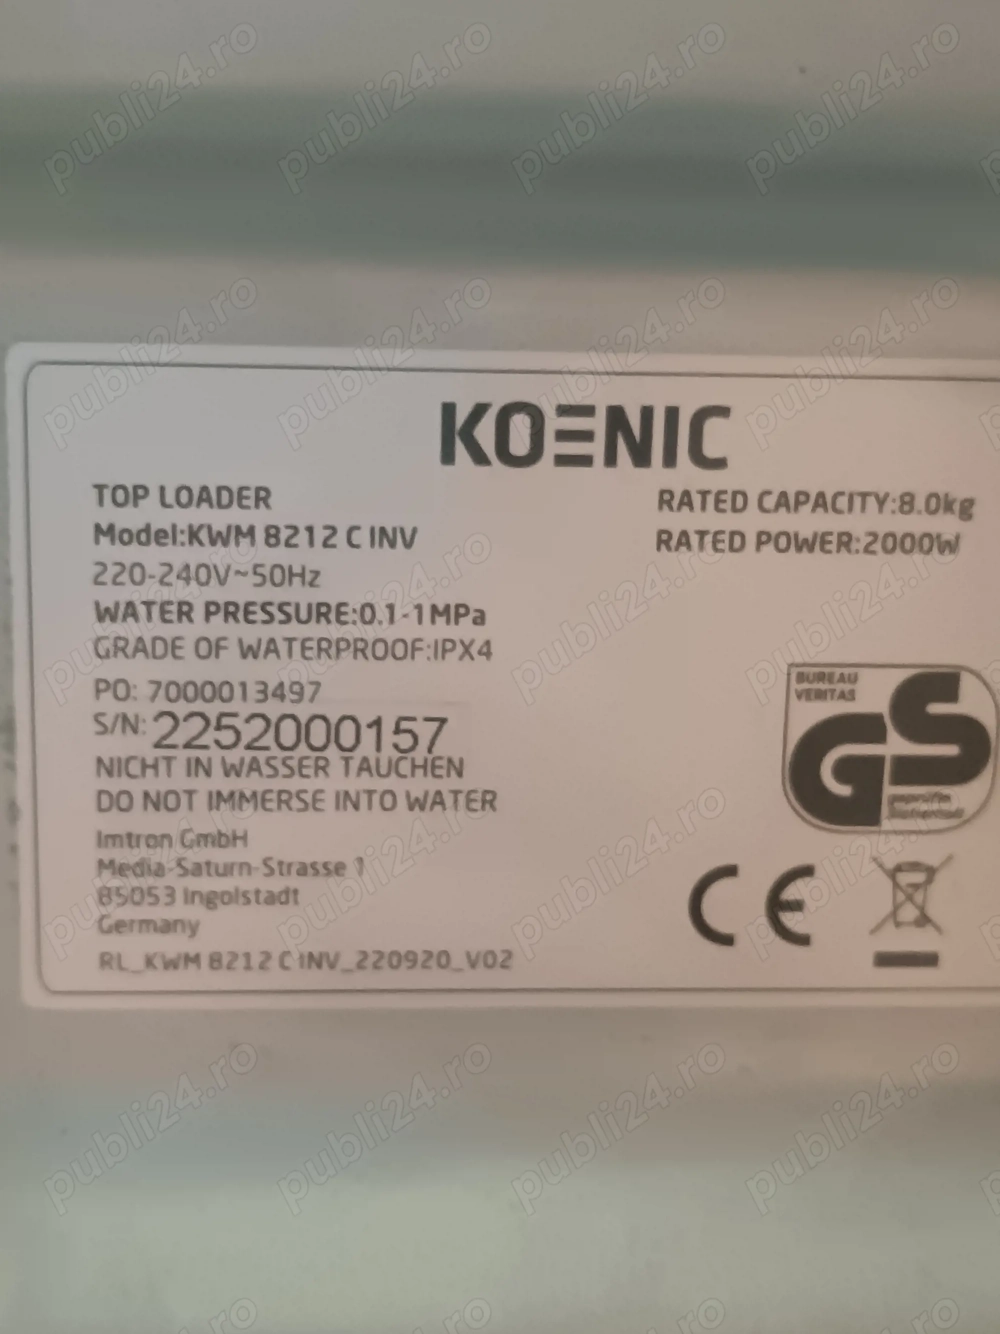 KOENIC
TOP LOADER
Model:KWM 8212 C INV
220-240V~50Hz
WATER PRESSURE:0.1-1MPa
GRADE OF WATERPROOF:IPX4
PO: 7000013497
S/N: 2252000157
NICHT IN WASSER TAUCHEN
DO NOT IMMERSE INTO WATER
Imtron GmbH
Media-Saturn-Strasse 1
85053 Ingolstadt
Germany
RL_KWM 8212 C INV_220920_V02
RATED CAPACITY:8.0kg
RATED POWER:2000W
BUREAU
VERITAS
GS
geprüfte
Sicherheit
CE
publi24.ro